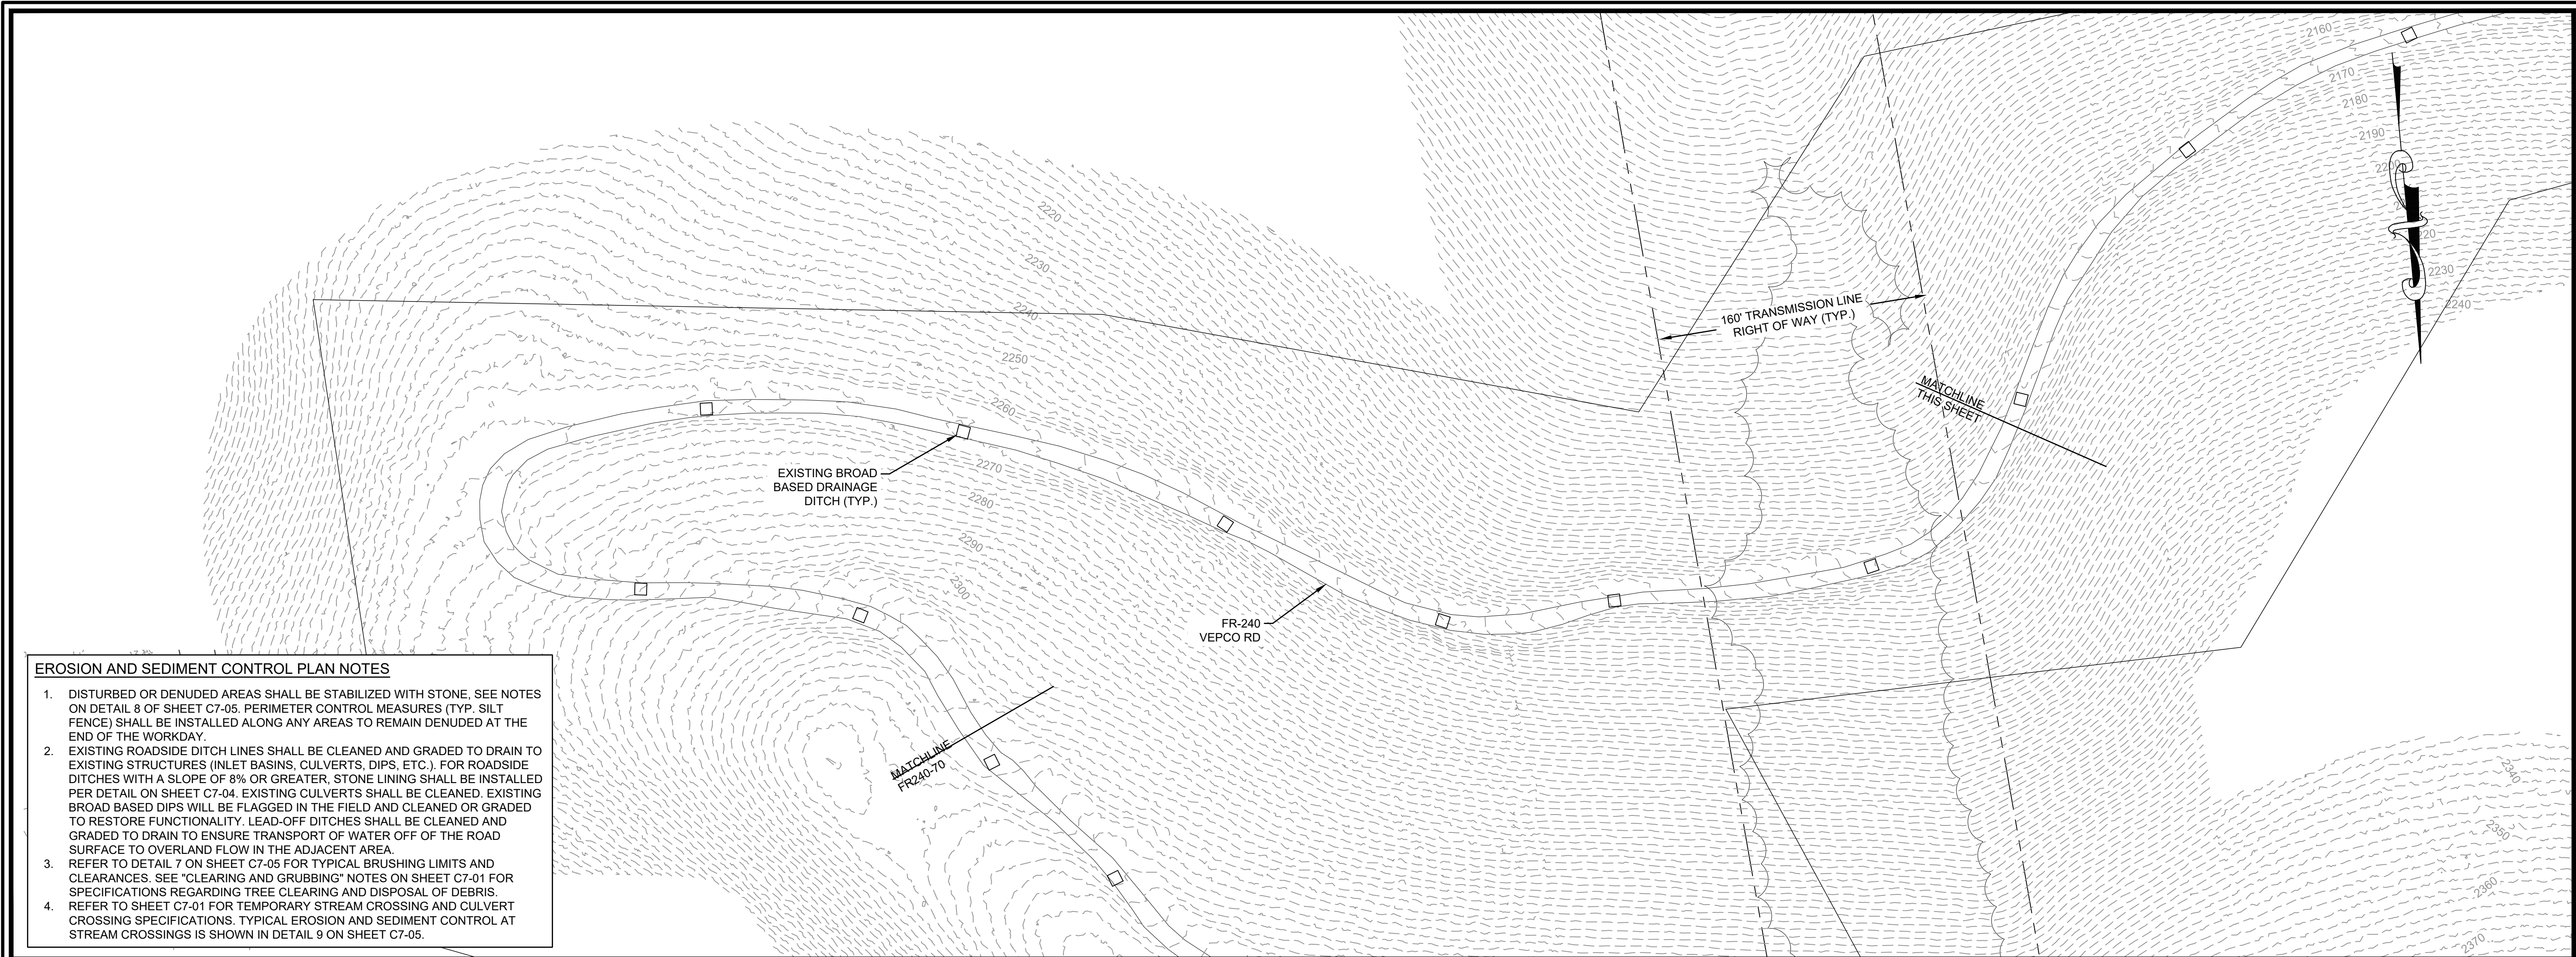 2160
2170
2180
2190
2200
220
2230
2240
2220
2230
2240
2250
2260
2270
2280
2290
2300
160' TRANSMISSION LINE
RIGHT OF WAY (TYP.)
MATCHLINE
THIS SHEET
EXISTING BROAD
BASED DRAINAGE
DITCH (TYP.)
FR-240
VEPCO RD
MATCHLINE
FR240-70
2340
2350
2360
2370
EROSION AND SEDIMENT CONTROL PLAN NOTES
1. DISTURBED OR DENUDED AREAS SHALL BE STABILIZED WITH STONE, SEE NOTES
ON DETAIL 8 OF SHEET C7-05. PERIMETER CONTROL MEASURES (TYP. SILT
FENCE) SHALL BE INSTALLED ALONG ANY AREAS TO REMAIN DENUDED AT THE
END OF THE WORKDAY.
2. EXISTING ROADSIDE DITCH LINES SHALL BE CLEANED AND GRADED TO DRAIN TO
EXISTING STRUCTURES (INLET BASINS, CULVERTS, DIPS, ETC.). FOR ROADSIDE
DITCHES WITH A SLOPE OF 8% OR GREATER, STONE LINING SHALL BE INSTALLED
PER DETAIL ON SHEET C7-04. EXISTING CULVERTS SHALL BE CLEANED. EXISTING
BROAD BASED DIPS WILL BE FLAGGED IN THE FIELD AND CLEANED OR GRADED
TO RESTORE FUNCTIONALITY. LEAD-OFF DITCHES SHALL BE CLEANED AND
GRADED TO DRAIN TO ENSURE TRANSPORT OF WATER OFF OF THE ROAD
SURFACE TO OVERLAND FLOW IN THE ADJACENT AREA.
3. REFER TO DETAIL 7 ON SHEET C7-05 FOR TYPICAL BRUSHING LIMITS AND
CLEARANCES. SEE "CLEARING AND GRUBBING" NOTES ON SHEET C7-01 FOR
SPECIFICATIONS REGARDING TREE CLEARING AND DISPOSAL OF DEBRIS.
4. REFER TO SHEET C7-01 FOR TEMPORARY STREAM CROSSING AND CULVERT
CROSSING SPECIFICATIONS. TYPICAL EROSION AND SEDIMENT CONTROL AT
STREAM CROSSINGS IS SHOWN IN DETAIL 9 ON SHEET C7-05.